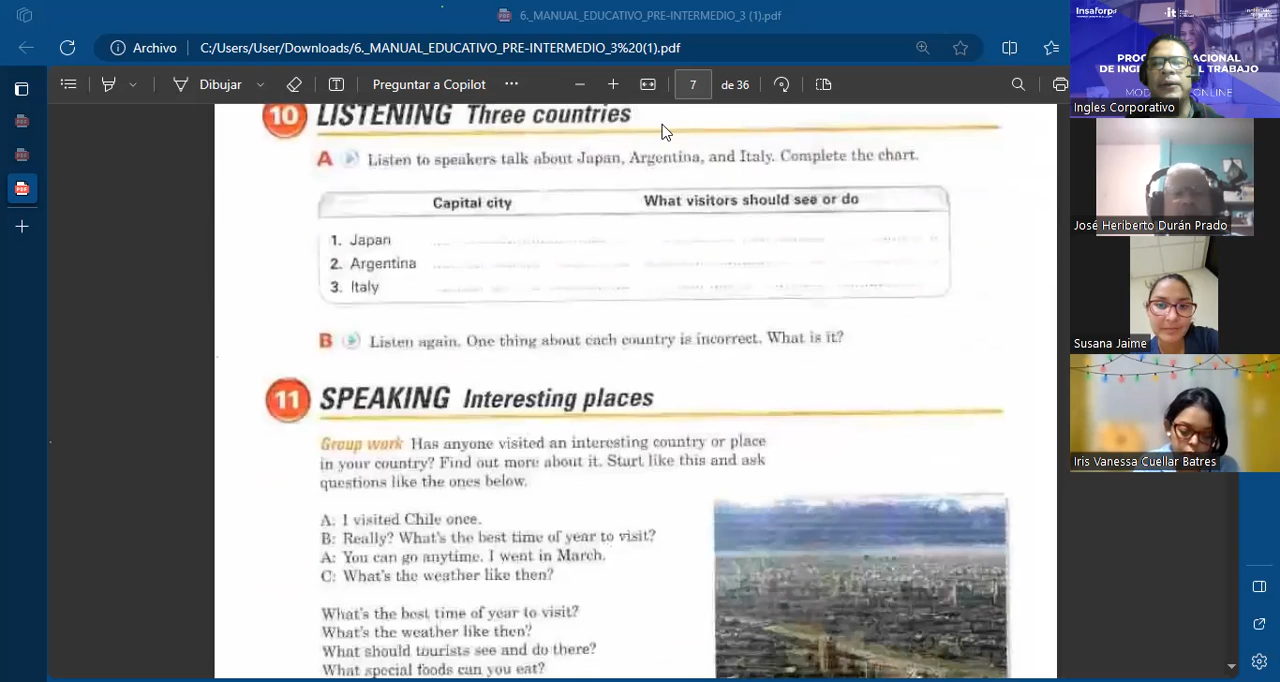 6._MANUAL_EDUCATIVO_PRE-INTERMEDIO_3 (1).pdf
Archivo
C:/Users/User/Downloads/6._MANUAL_EDUCATIVO_PRE-INTERMEDIO_3%20(1).pdf
Dibujar
Preguntar a Copilot
7
de 36
10 LISTENING Three countries
A Listen to speakers talk about Japan, Argentina, and Italy. Complete the chart.
Capital city
What visitors should see or do
1. Japan
2. Argentina
3. Italy
B Listen again. One thing about each country is incorrect. What is it?
11 SPEAKING Interesting places
Group work Has anyone visited an interesting country or place
in your country? Find out more about it. Start like this and ask
questions like the ones below.
A: I visited Chile once.
B: Really? What's the best time of year to visit?
A: You can go anytime. I went in March.
C: What's the weather like then?
What's the best time of year to visit?
What's the weather like then?
What should tourists see and do there?
What special foods can you eat?
Insaforp
it
Ingles Corporativo
José Heriberto Durán Prado
Susana Jaime
Iris Vanessa Cuellar Batres